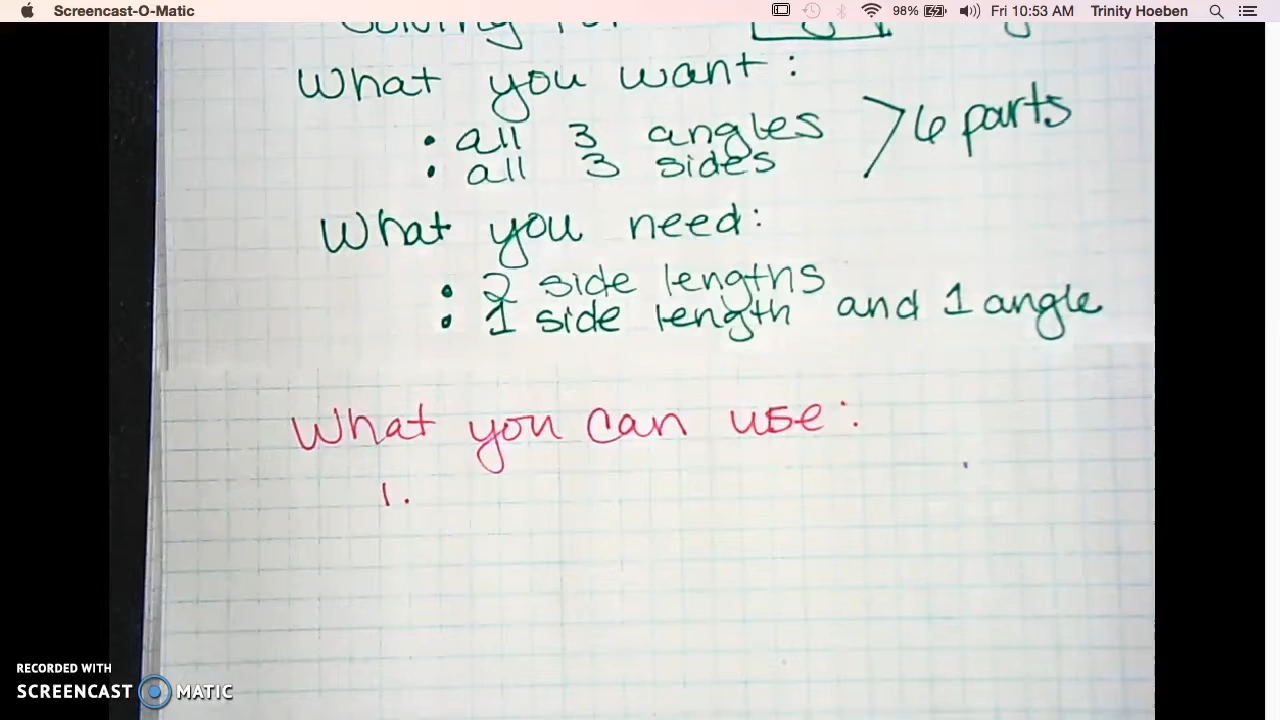 Screencast-O-Matic 98% Fri 10:53 AM Trinity Hoeben
Solving for
What you want:
• all 3 angles
• all 3 sides
> 6 parts
What you need:
• 2 side lengths
• 1 side length and 1 angle
What you can use:
1.
RECORDED WITH
SCREENCAST MATIC